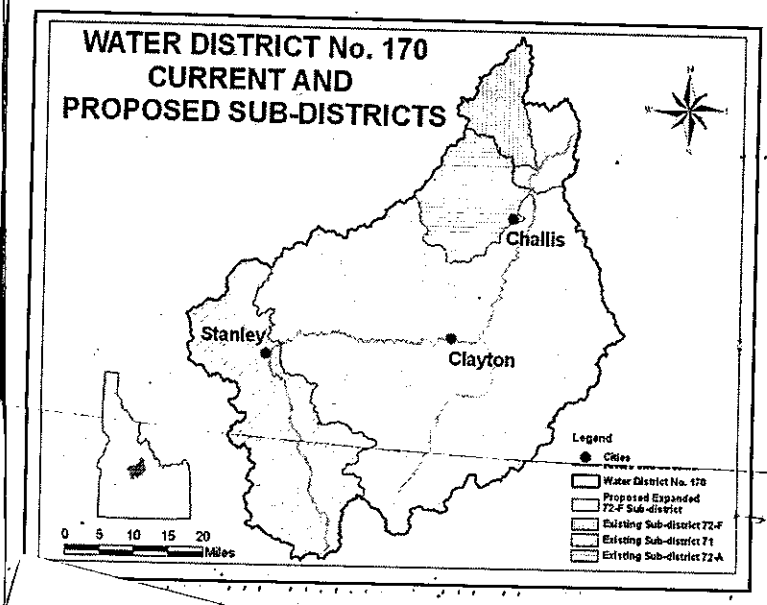 WATER DISTRICT No. 170
CURRENT AND
PROPOSED SUB-DISTRICTS
N
W
Challis
Stanley
Clayton
Legend
Cities
Water District No. 170
Proposed Expanded
72-F Sub-district
Existing Sub-district 72-F
Existing Sub-district 71
Existing Sub-district 72-A
0 5 10 15 20
Miles